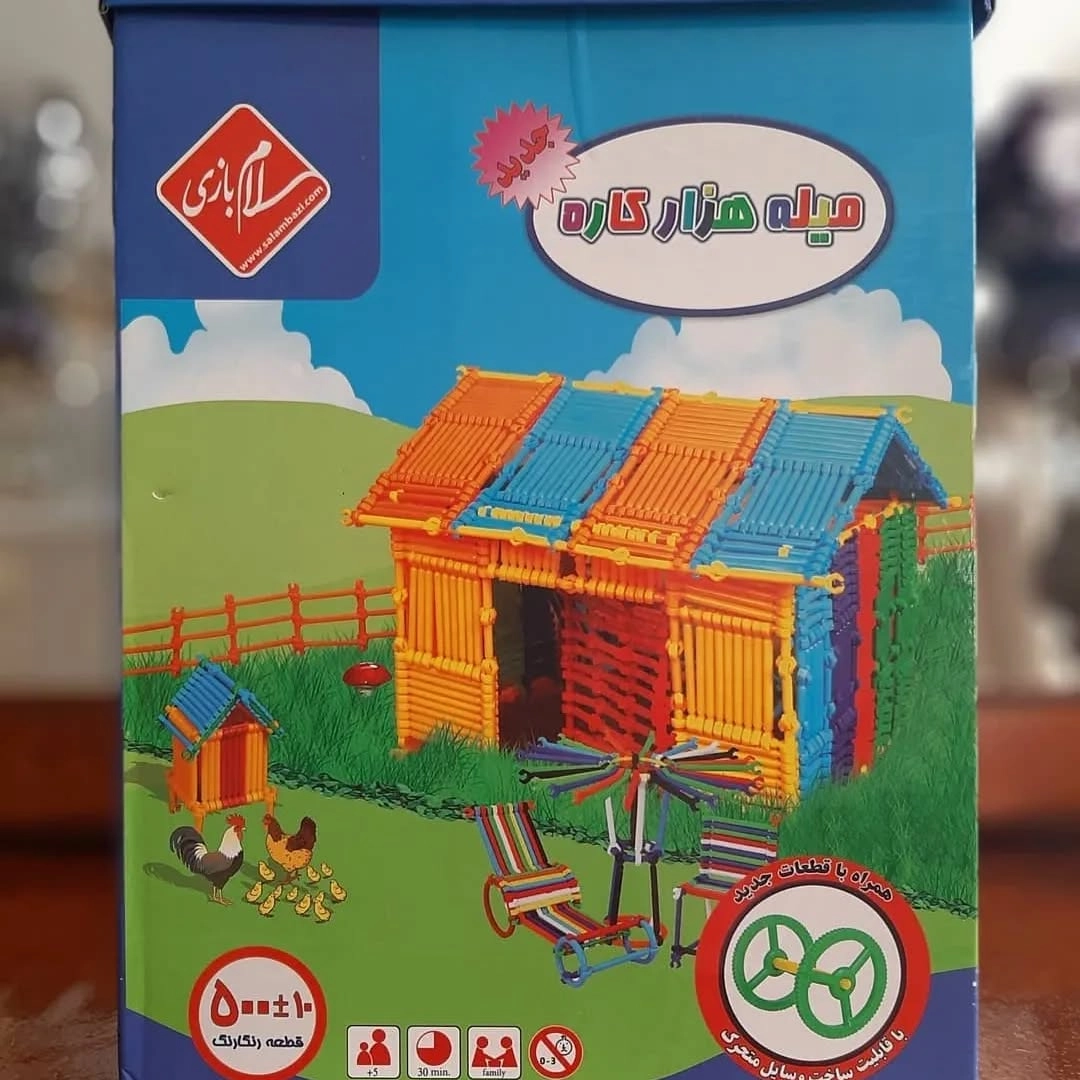 سلام بازی
www.salambazi.com
جدید
میله هزار کاره
همراه با قطعات جدید
با قابلیت ساخت وسایل متحرک
۵۰۰±۱۰
قطعه رنگارنگ
+5
30 min.
family
0-3